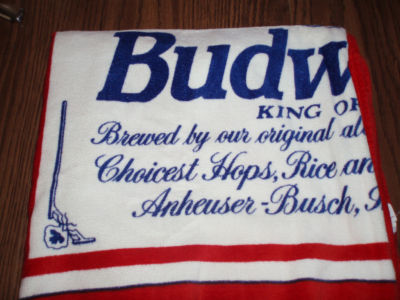 Budw
KING OF
Brewed by our original al
Choicest Hops, Rice an
Anheuser-Busch,